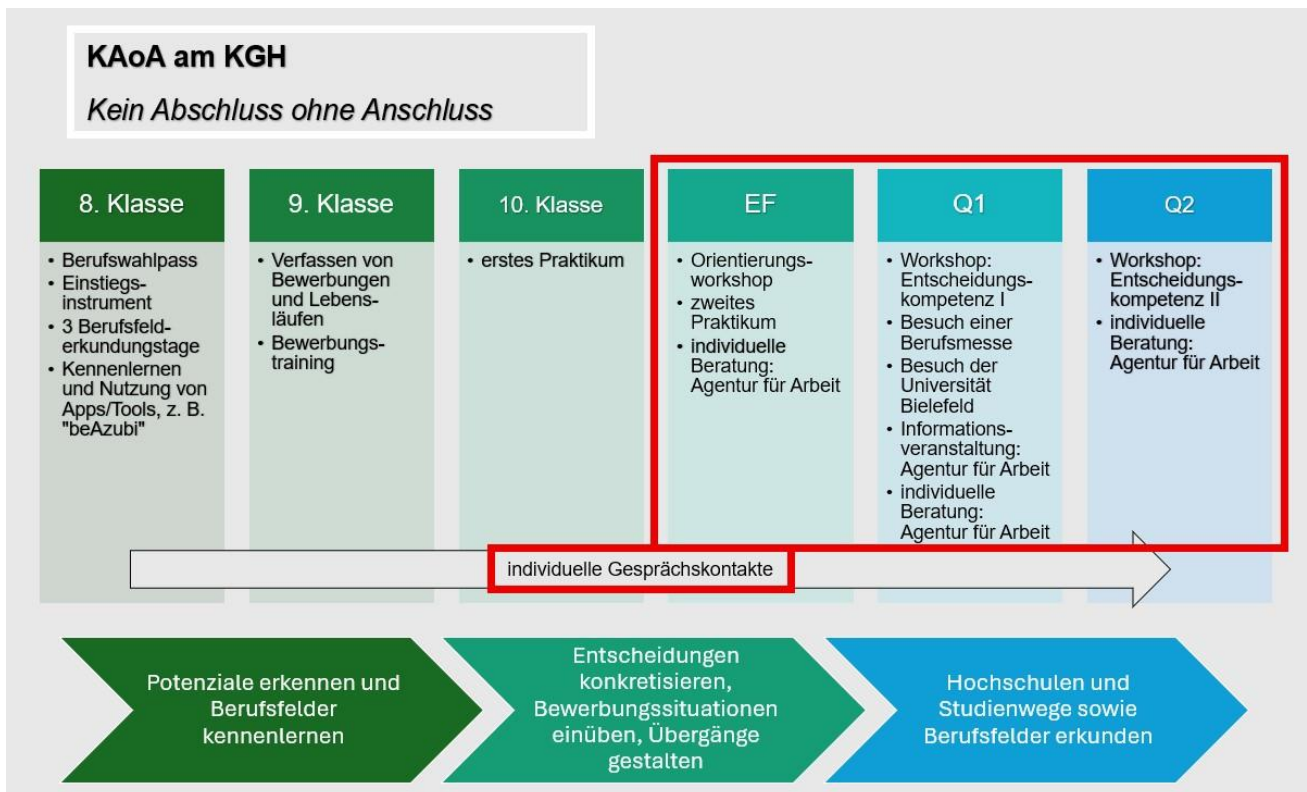 KAoA am KGH
Kein Abschluss ohne Anschluss
8. Klasse
• Berufswahlpass
• Einstiegs-
instrument
• 3 Berufsfeld-
erkundungstage
• Kennenlernen
und Nutzung von
Apps/Tools, z. B.
"beAzubi"
9. Klasse
• Verfassen von
Bewerbungen
und Lebens-
läufen
• Bewerbungs-
training
10. Klasse
• erstes Praktikum
EF
• Orientierungs-
workshop
• zweites
Praktikum
• individuelle
Beratung:
Agentur für Arbeit
Q1
• Workshop:
Entscheidungs-
kompetenz I
• Besuch einer
Berufsmesse
• Besuch der
Universität
Bielefeld
• Informations-
veranstaltung:
Agentur für Arbeit
• individuelle
Beratung:
Agentur für Arbeit
Q2
• Workshop:
Entscheidungs-
kompetenz II
• individuelle
Beratung:
Agentur für Arbeit
individuelle Gesprächskontakte
Potenziale erkennen und
Berufsfelder
kennenlernen
Entscheidungen
konkretisieren,
Bewerbungssituationen
einüben, Übergänge
gestalten
Hochschulen und
Studienwege sowie
Berufsfelder erkunden